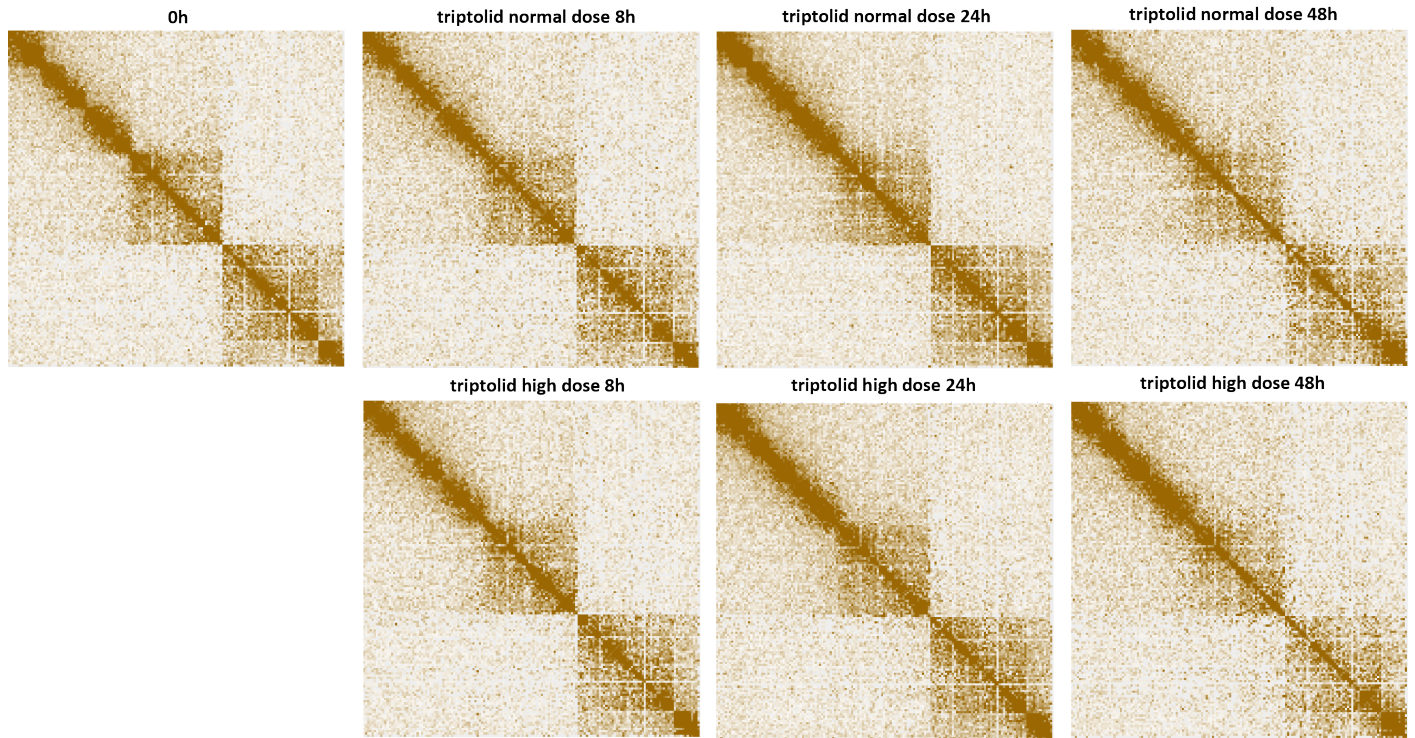 0h
triptolid normal dose 8h
triptolid normal dose 24h
triptolid normal dose 48h
triptolid high dose 8h
triptolid high dose 24h
triptolid high dose 48h